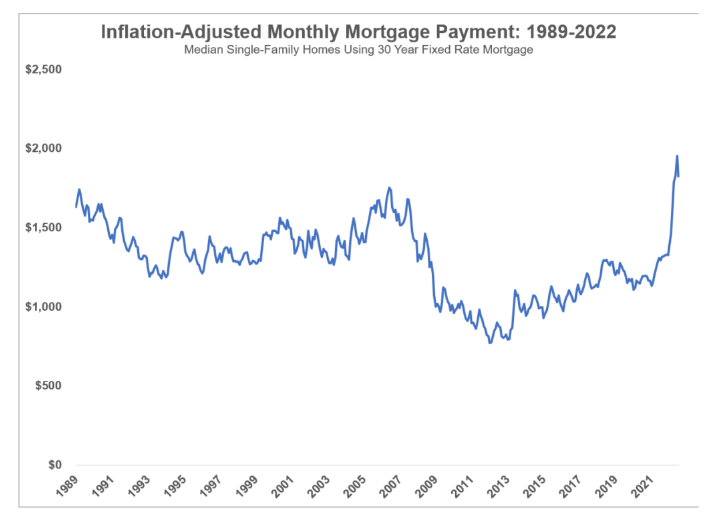 Inflation-Adjusted Monthly Mortgage Payment: 1989-2022
Median Single-Family Homes Using 30 Year Fixed Rate Mortgage
$2,500
$2,000
$1,500
$1,000
$500
$0
1989 1991 1993 1995 1997 1999 2001 2003 2005 2007 2009 2011 2013 2015 2017 2019 2021